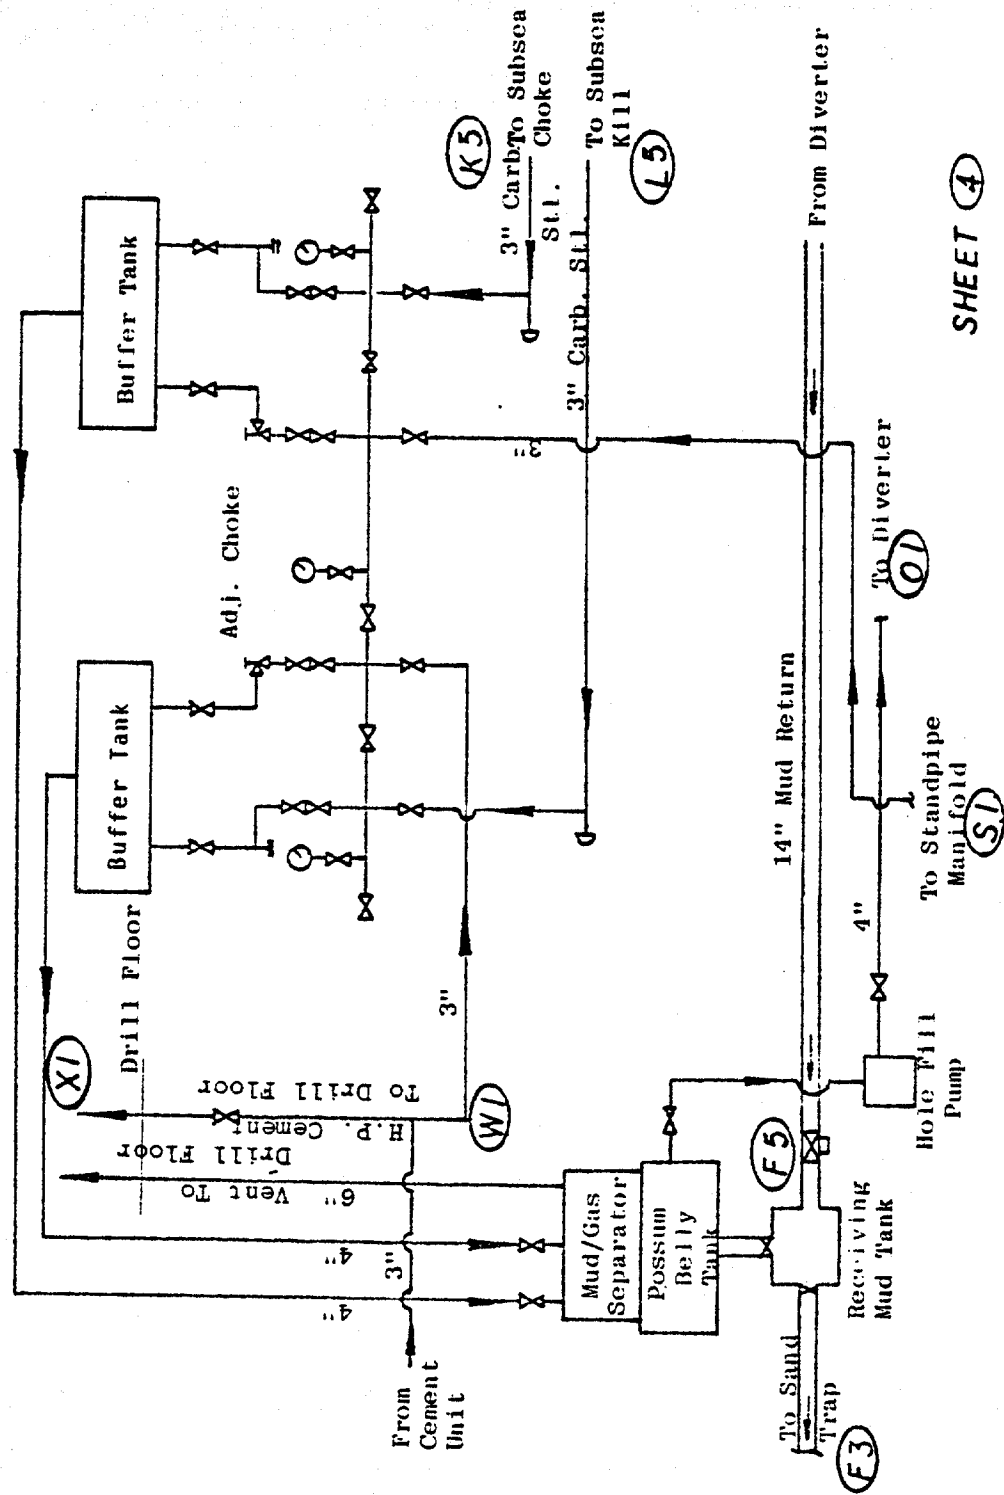 Buffer Tank
Buffer Tank
Adj. Choke
Drill Floor
X1
K5
3" Carb.
Stl.
To Subsea
Choke
3" Carb. Stl.
To Subsea
Kill
L5
3"
3"
To Drill Floor
H.P. Cement
W1
6" Vent To
Drill Floor
4"
4"
3"
From
Cement
Unit
Mud/Gas
Separator
Possum
Belly
Tank
F5
14" Mud Return
From Diverter
To Diverter
O1
4"
To Standpipe
Manifold
S1
Hole Fill
Pump
Receiving
Mud Tank
To Sand
Trap
F3
SHEET 4